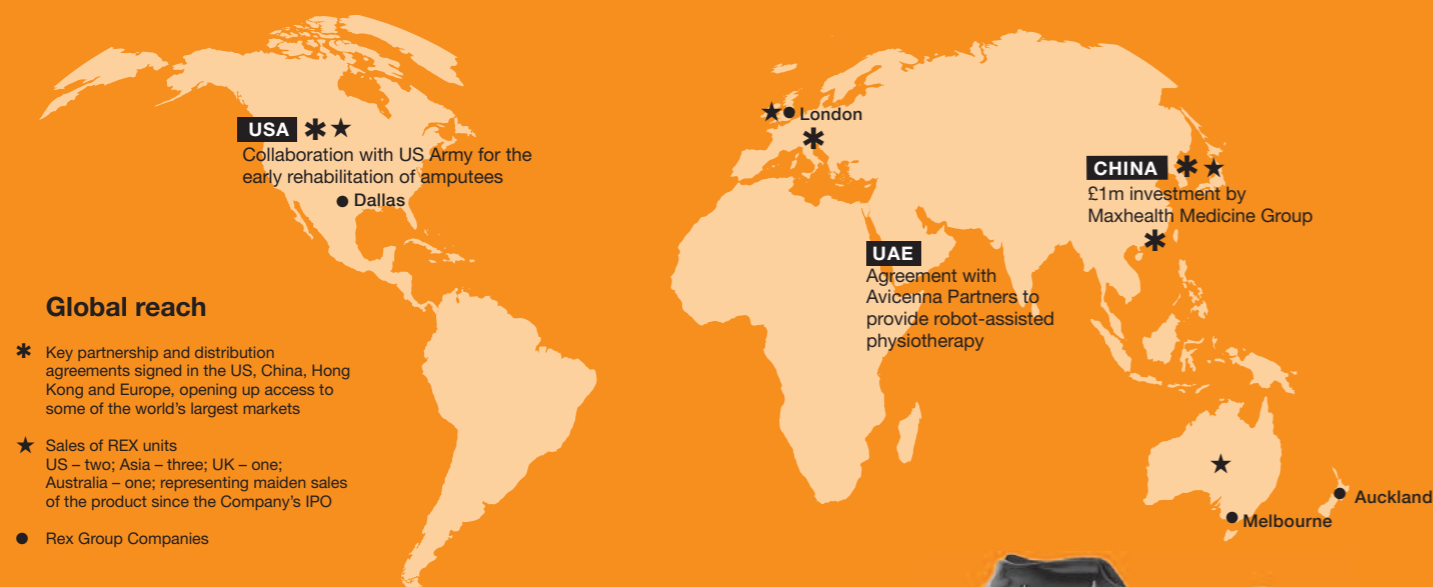 USA
Collaboration with US Army for the
early rehabilitation of amputees
Dallas
London
CHINA
£1m investment by
Maxhealth Medicine Group
UAE
Agreement with
Avicenna Partners to
provide robot-assisted
physiotherapy
Auckland
Melbourne
Global reach
Key partnership and distribution
agreements signed in the US, China, Hong
Kong and Europe, opening up access to
some of the world’s largest markets
Sales of REX units
US – two; Asia – three; UK – one;
Australia – one; representing maiden sales
of the product since the Company’s IPO
Rex Group Companies